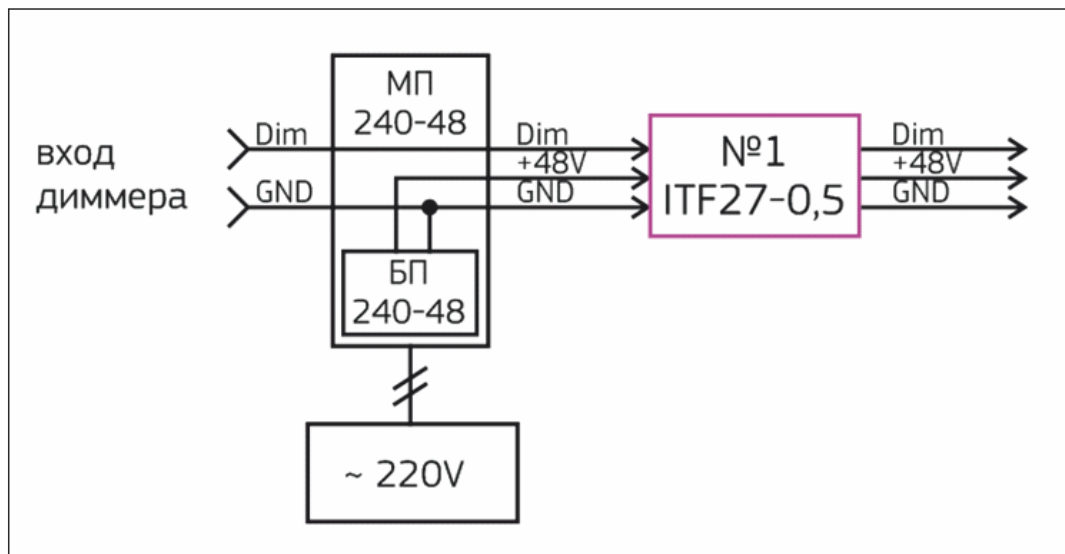 МП
240-48
вход
диммера
Dim
GND
Dim
+48V
GND
№1
ITF27-0,5
Dim
+48V
GND
БП
240-48
~ 220V